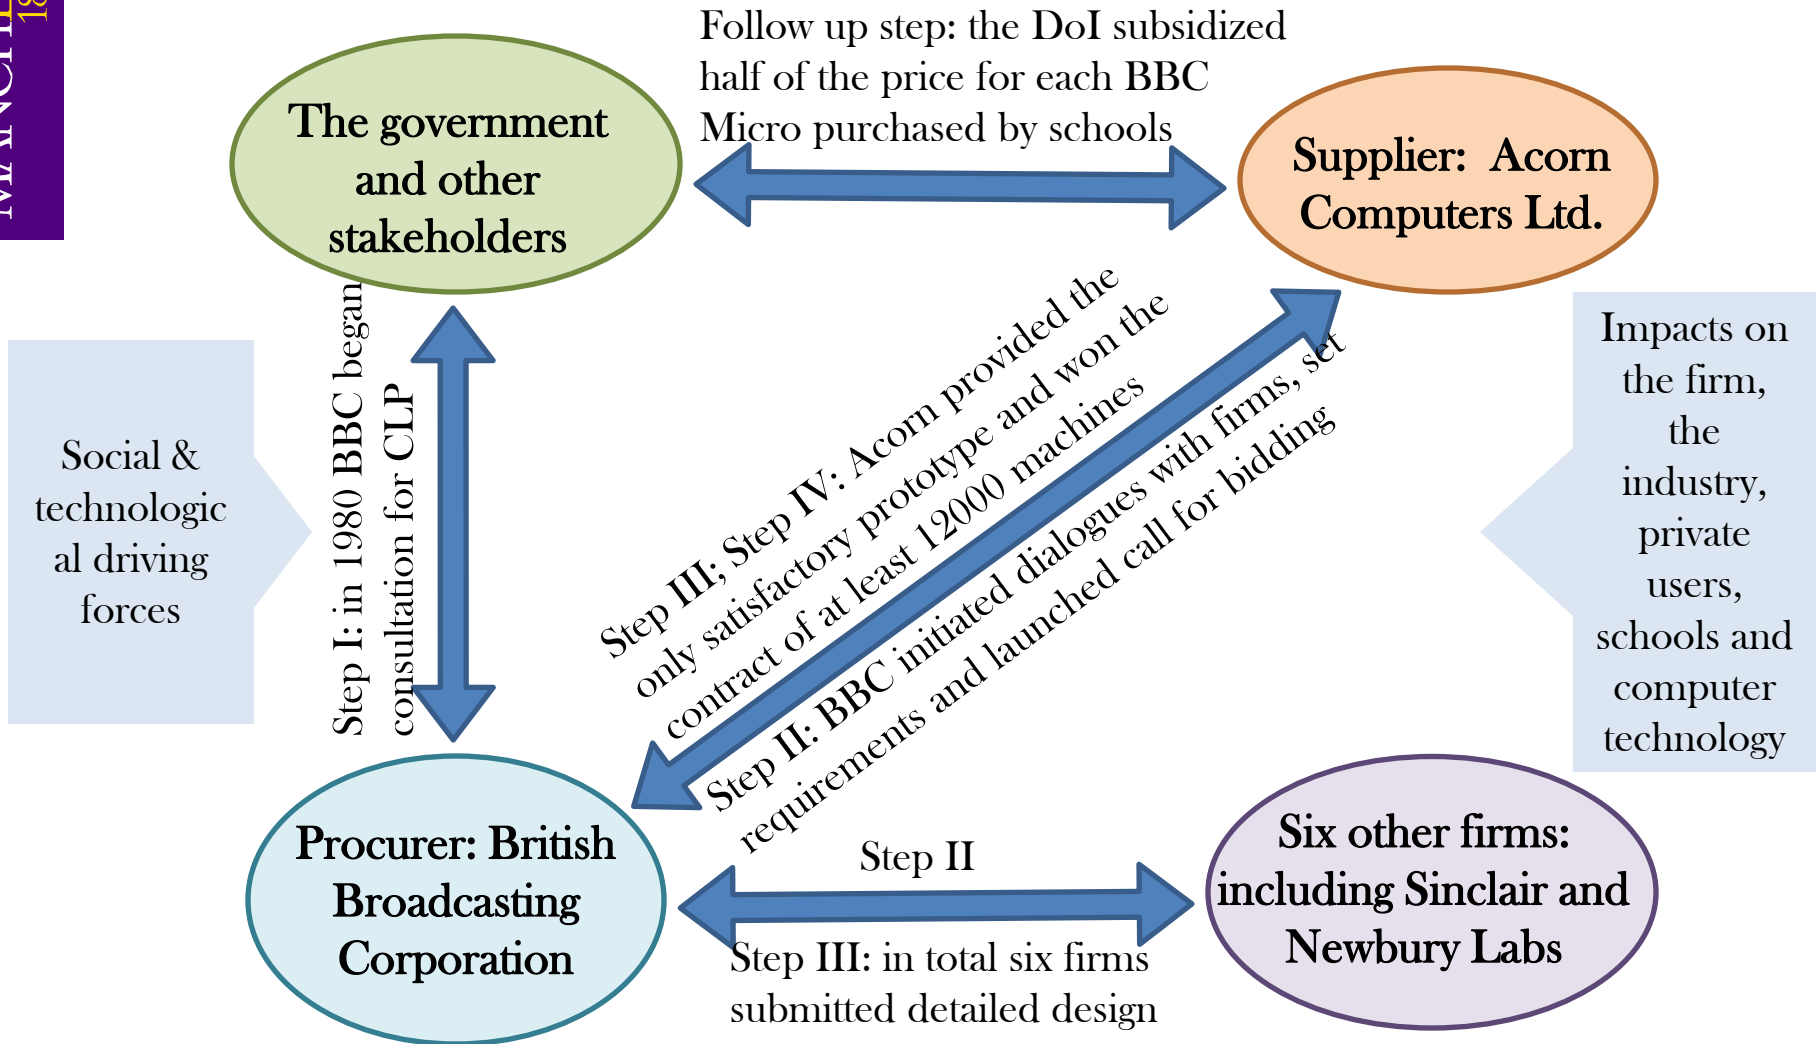 Follow up step: the DoI subsidized
half of the price for each BBC
Micro purchased by schools
The government
and other
stakeholders
Supplier: Acorn
Computers Ltd.
Social &
technologic
al driving
forces
Step I: in 1980 BBC began
consultation for CLP
Step III; Step IV: Acorn provided the
only satisfactory prototype and won the
contract of at least 12000 machines
Step II: BBC initiated dialogues with firms, set
requirements and launched call for bidding
Impacts on
the firm,
the
industry,
private
users,
schools and
computer
technology
Procurer: British
Broadcasting
Corporation
Step II
Step III: in total six firms
submitted detailed design
Six other firms:
including Sinclair and
Newbury Labs